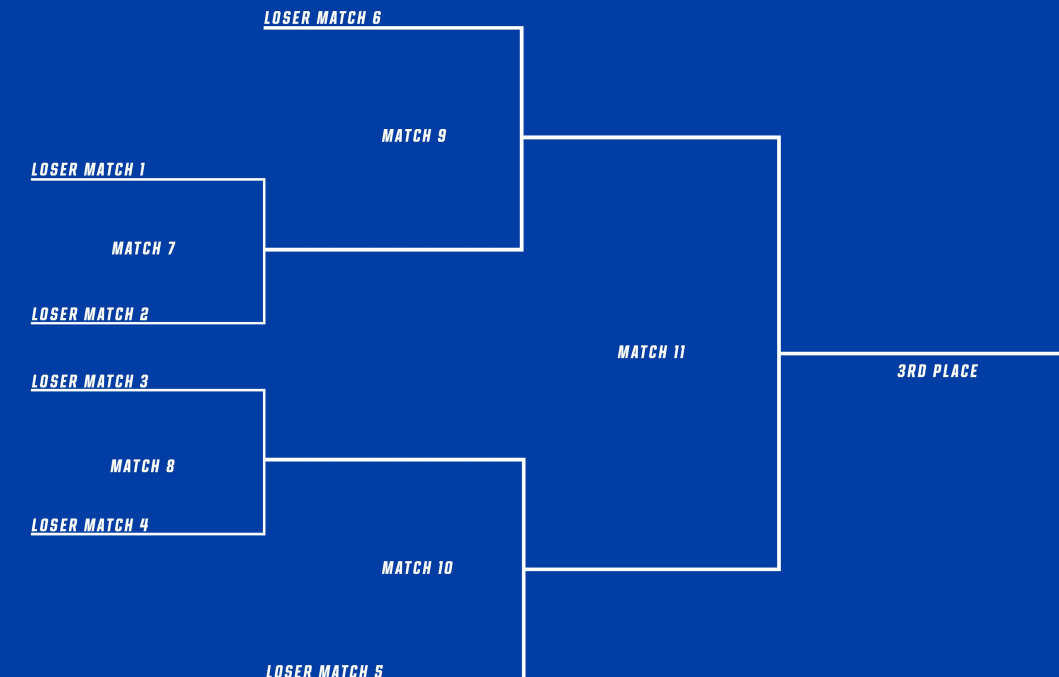 LOSER MATCH 6
MATCH 9
LOSER MATCH 1
MATCH 7
LOSER MATCH 2
MATCH 11
3RD PLACE
LOSER MATCH 3
MATCH 8
LOSER MATCH 4
MATCH 10
LOSER MATCH 5